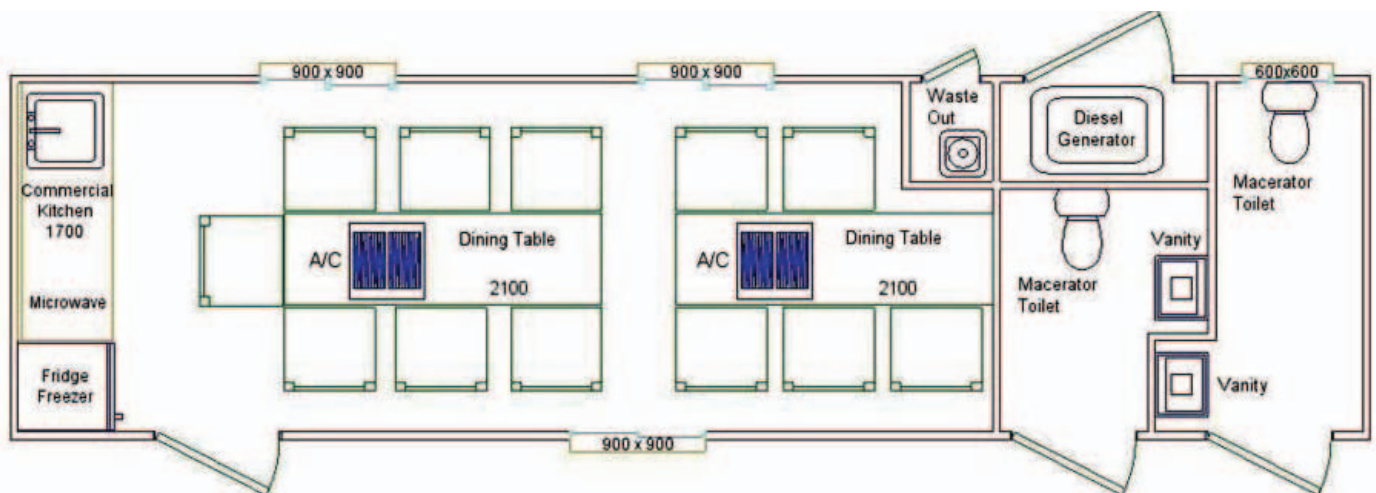 900 x 900
900 x 900
600x600
Waste
Out
Diesel
Generator
Commercial
Kitchen
1700
Microwave
Fridge
Freezer
A/C
Dining Table
2100
A/C
Dining Table
2100
Macerator
Toilet
Vanity
Macerator
Toilet
Vanity
900 x 900